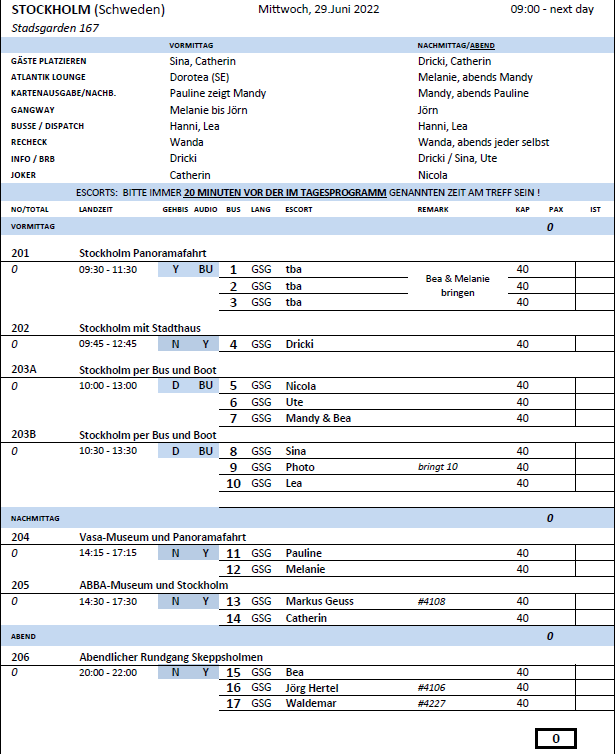 STOCKHOLM (Schweden) Mittwoch, 29.Juni 2022 09:00 - next day
Stadsgarden 167
VORMITTAG NACHMITTAG/ABEND
GÄSTE PLATZIEREN Sina, Catherin Dricki, Catherin
ATLANTIK LOUNGE Dorotea (SE) Melanie, abends Mandy
KARTENAUSGABE/NACHB. Pauline zeigt Mandy Mandy, abends Pauline
GANGWAY Melanie bis Jörn Jörn
BUSSE / DISPATCH Hanni, Lea Hanni, Lea
RECHECK Wanda Wanda, abends jeder selbst
INFO / BRB Dricki Dricki / Sina, Ute
JOKER Catherin Nicola
ESCORTS: BITTE IMMER 20 MINUTEN VOR DER IM TAGESPROGRAMM GENANNTEN ZEIT AM TREFF SEIN !
NO/TOTAL LANDZEIT GEHBIS AUDIO BUS LANG ESCORT REMARK KAP PAX IST
VORMITTAG 0
201 Stockholm Panoramafahrt
0 09:30 - 11:30 Y BU 1 GSG tba Bea & Melanie bringen 40
2 GSG tba 40
3 GSG tba 40
202 Stockholm mit Stadthaus
0 09:45 - 12:45 N Y 4 GSG Dricki 40
203A Stockholm per Bus und Boot
0 10:00 - 13:00 D BU 5 GSG Nicola 40
6 GSG Ute 40
7 GSG Mandy & Bea 40
203B Stockholm per Bus und Boot
0 10:30 - 13:30 D BU 8 GSG Sina 40
9 GSG Photo bringt 10 40
10 GSG Lea 40
NACHMITTAG 0
204 Vasa-Museum und Panoramafahrt
0 14:15 - 17:15 N Y 11 GSG Pauline 40
12 GSG Melanie 40
205 ABBA-Museum und Stockholm
0 14:30 - 17:30 N Y 13 GSG Markus Geuss #4108 40
14 GSG Catherin 40
ABEND 0
206 Abendlicher Rundgang Skeppsholmen
0 20:00 - 22:00 N Y 15 GSG Bea 40
16 GSG Jörg Hertel #4106 40
17 GSG Waldemar #4227 40
0